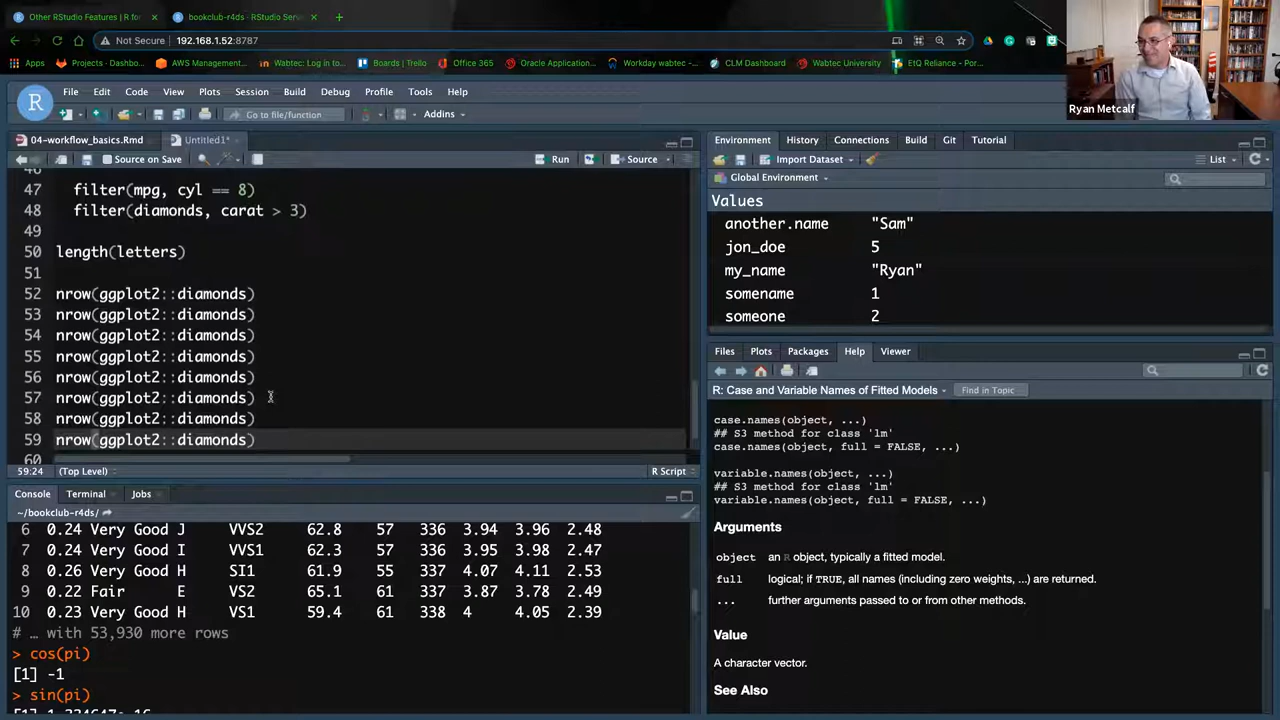 Other RStudio Features | R for
bookclub-r4ds - RStudio Serve
Not Secure 192.168.1.52:8787
Apps Projects - Dashbo... AWS Managemen... Wabtec: Log in to... Boards | Trello Office 365 Oracle Application... Workday wabtec -... CLM Dashboard Wabtec University EtQ Reliance - Por...
Ryan Metcalf
R File Edit Code View Plots Session Build Debug Profile Tools Help
Go to file/function Addins
04-workflow_basics.Rmd Untitled1*
Source on Save Run Source
46
47 filter(mpg, cyl == 8)
48 filter(diamonds, carat > 3)
49
50 length(letters)
51
52 nrow(ggplot2::diamonds)
53 nrow(ggplot2::diamonds)
54 nrow(ggplot2::diamonds)
55 nrow(ggplot2::diamonds)
56 nrow(ggplot2::diamonds)
57 nrow(ggplot2::diamonds)
58 nrow(ggplot2::diamonds)
59 nrow(ggplot2::diamonds)
60
59:24 (Top Level) R Script
Console Terminal Jobs
~/bookclub-r4ds/
6 0.24 Very Good J VVS2 62.8 57 336 3.94 3.96 2.48
7 0.24 Very Good I VVS1 62.3 57 336 3.95 3.98 2.47
8 0.26 Very Good H SI1 61.9 55 337 4.07 4.11 2.53
9 0.22 Fair E VS2 65.1 61 337 3.87 3.78 2.49
10 0.23 Very Good H VS1 59.4 61 338 4 4.05 2.39
# … with 53,930 more rows
> cos(pi)
[1] -1
> sin(pi)
Environment History Connections Build Git Tutorial
Import Dataset List
Global Environment
Values
another.name "Sam"
jon_doe 5
my_name "Ryan"
somename 1
someone 2
Files Plots Packages Help Viewer
R: Case and Variable Names of Fitted Models Find in Topic
case.names(object, ...)
## S3 method for class 'lm'
case.names(object, full = FALSE, ...)
variable.names(object, ...)
## S3 method for class 'lm'
variable.names(object, full = FALSE, ...)
Arguments
object an R object, typically a fitted model.
full logical; if TRUE, all names (including zero weights, ...) are returned.
... further arguments passed to or from other methods.
Value
A character vector.
See Also